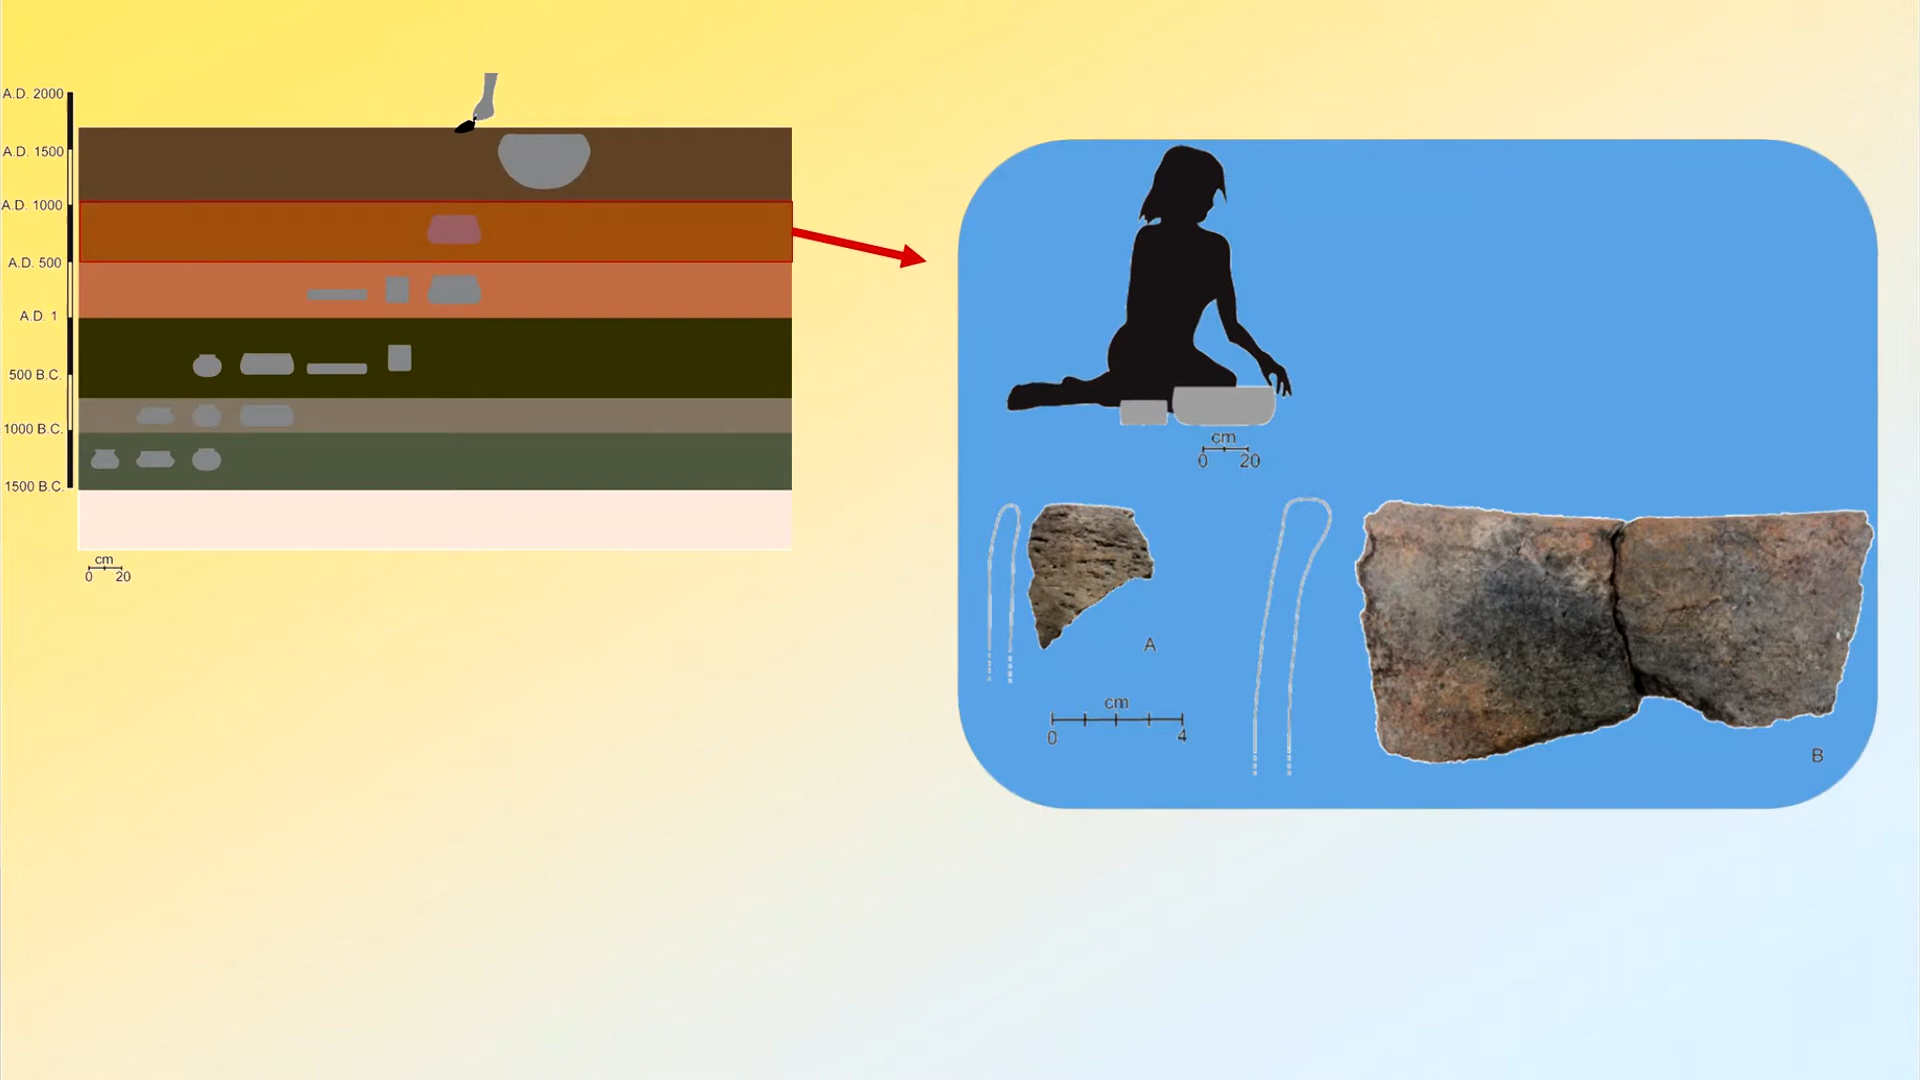 A.D. 2000
A.D. 1500
A.D. 1000
A.D. 500
A.D. 1
500 B.C.
1000 B.C.
1500 B.C.
cm
0 20
cm
0 20
A
cm
0 4
B